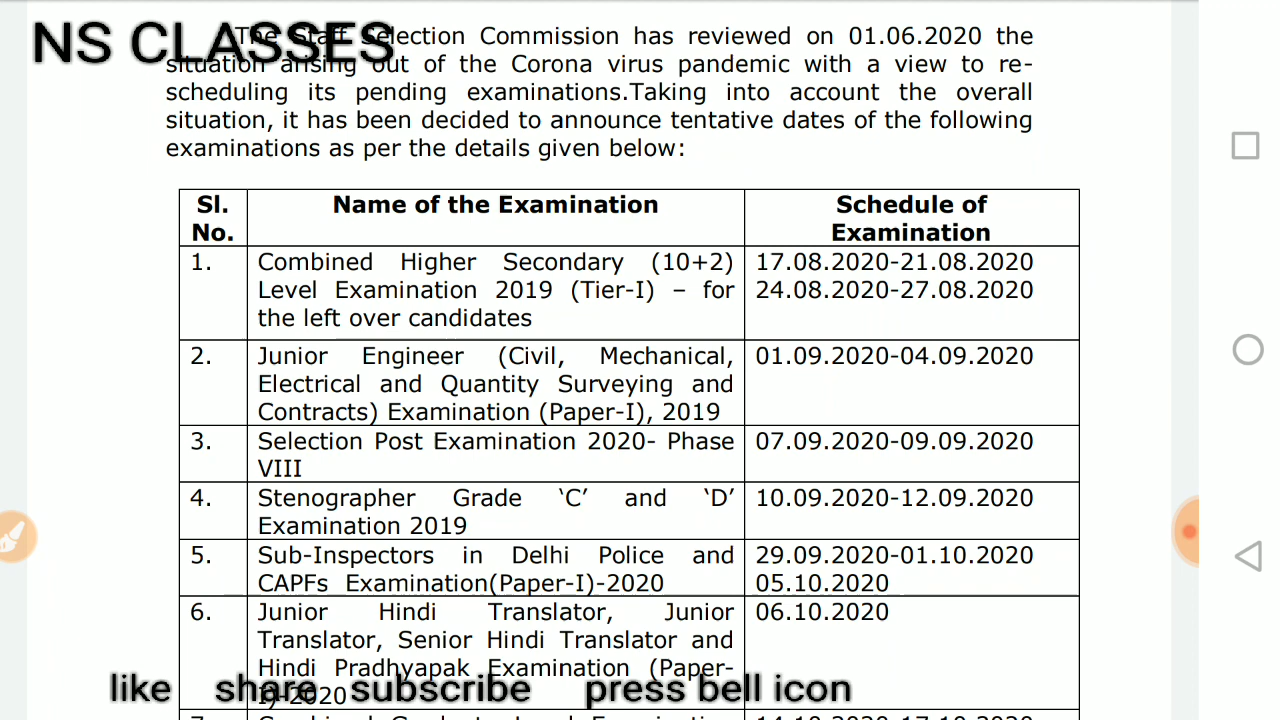 NS CLASSES
The Staff Selection Commission has reviewed on 01.06.2020 the
situation arising out of the Corona virus pandemic with a view to re-
scheduling its pending examinations.Taking into account the overall
situation, it has been decided to announce tentative dates of the following
examinations as per the details given below:
Sl. No. Name of the Examination Schedule of Examination
1. Combined Higher Secondary (10+2) 17.08.2020-21.08.2020
Level Examination 2019 (Tier-I) – for 24.08.2020-27.08.2020
the left over candidates
2. Junior Engineer (Civil, Mechanical, 01.09.2020-04.09.2020
Electrical and Quantity Surveying and
Contracts) Examination (Paper-I), 2019
3. Selection Post Examination 2020- Phase 07.09.2020-09.09.2020
VIII
4. Stenographer Grade ‘C’ and ‘D’ 10.09.2020-12.09.2020
Examination 2019
5. Sub-Inspectors in Delhi Police and 29.09.2020-01.10.2020
CAPFs Examination(Paper-I)-2020 05.10.2020
6. Junior Hindi Translator, Junior 06.10.2020
Translator, Senior Hindi Translator and
Hindi Pradhyapak Examination (Paper-
I)-2020
like share subscribe press bell icon